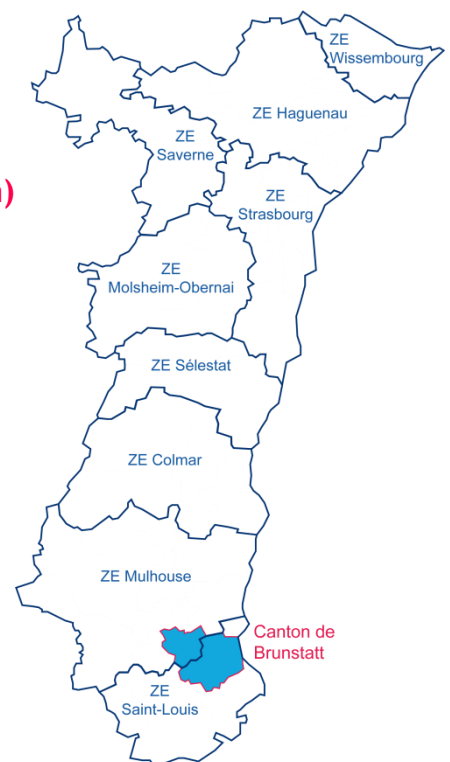 ZE
Wissembourg
ZE Haguenau
ZE
Saverne
)
ZE
Strasbourg
ZE
Molsheim-Obernai
ZE Sélestat
ZE Colmar
ZE Mulhouse
Canton de
Brunstatt
ZE
Saint-Louis